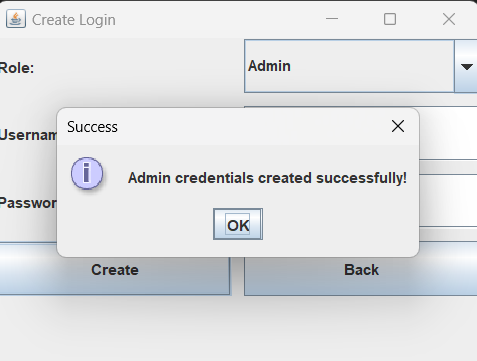 Create Login
Role:
Admin
Usernam
Success
Admin credentials created successfully!
OK
Passwor
Create
Back